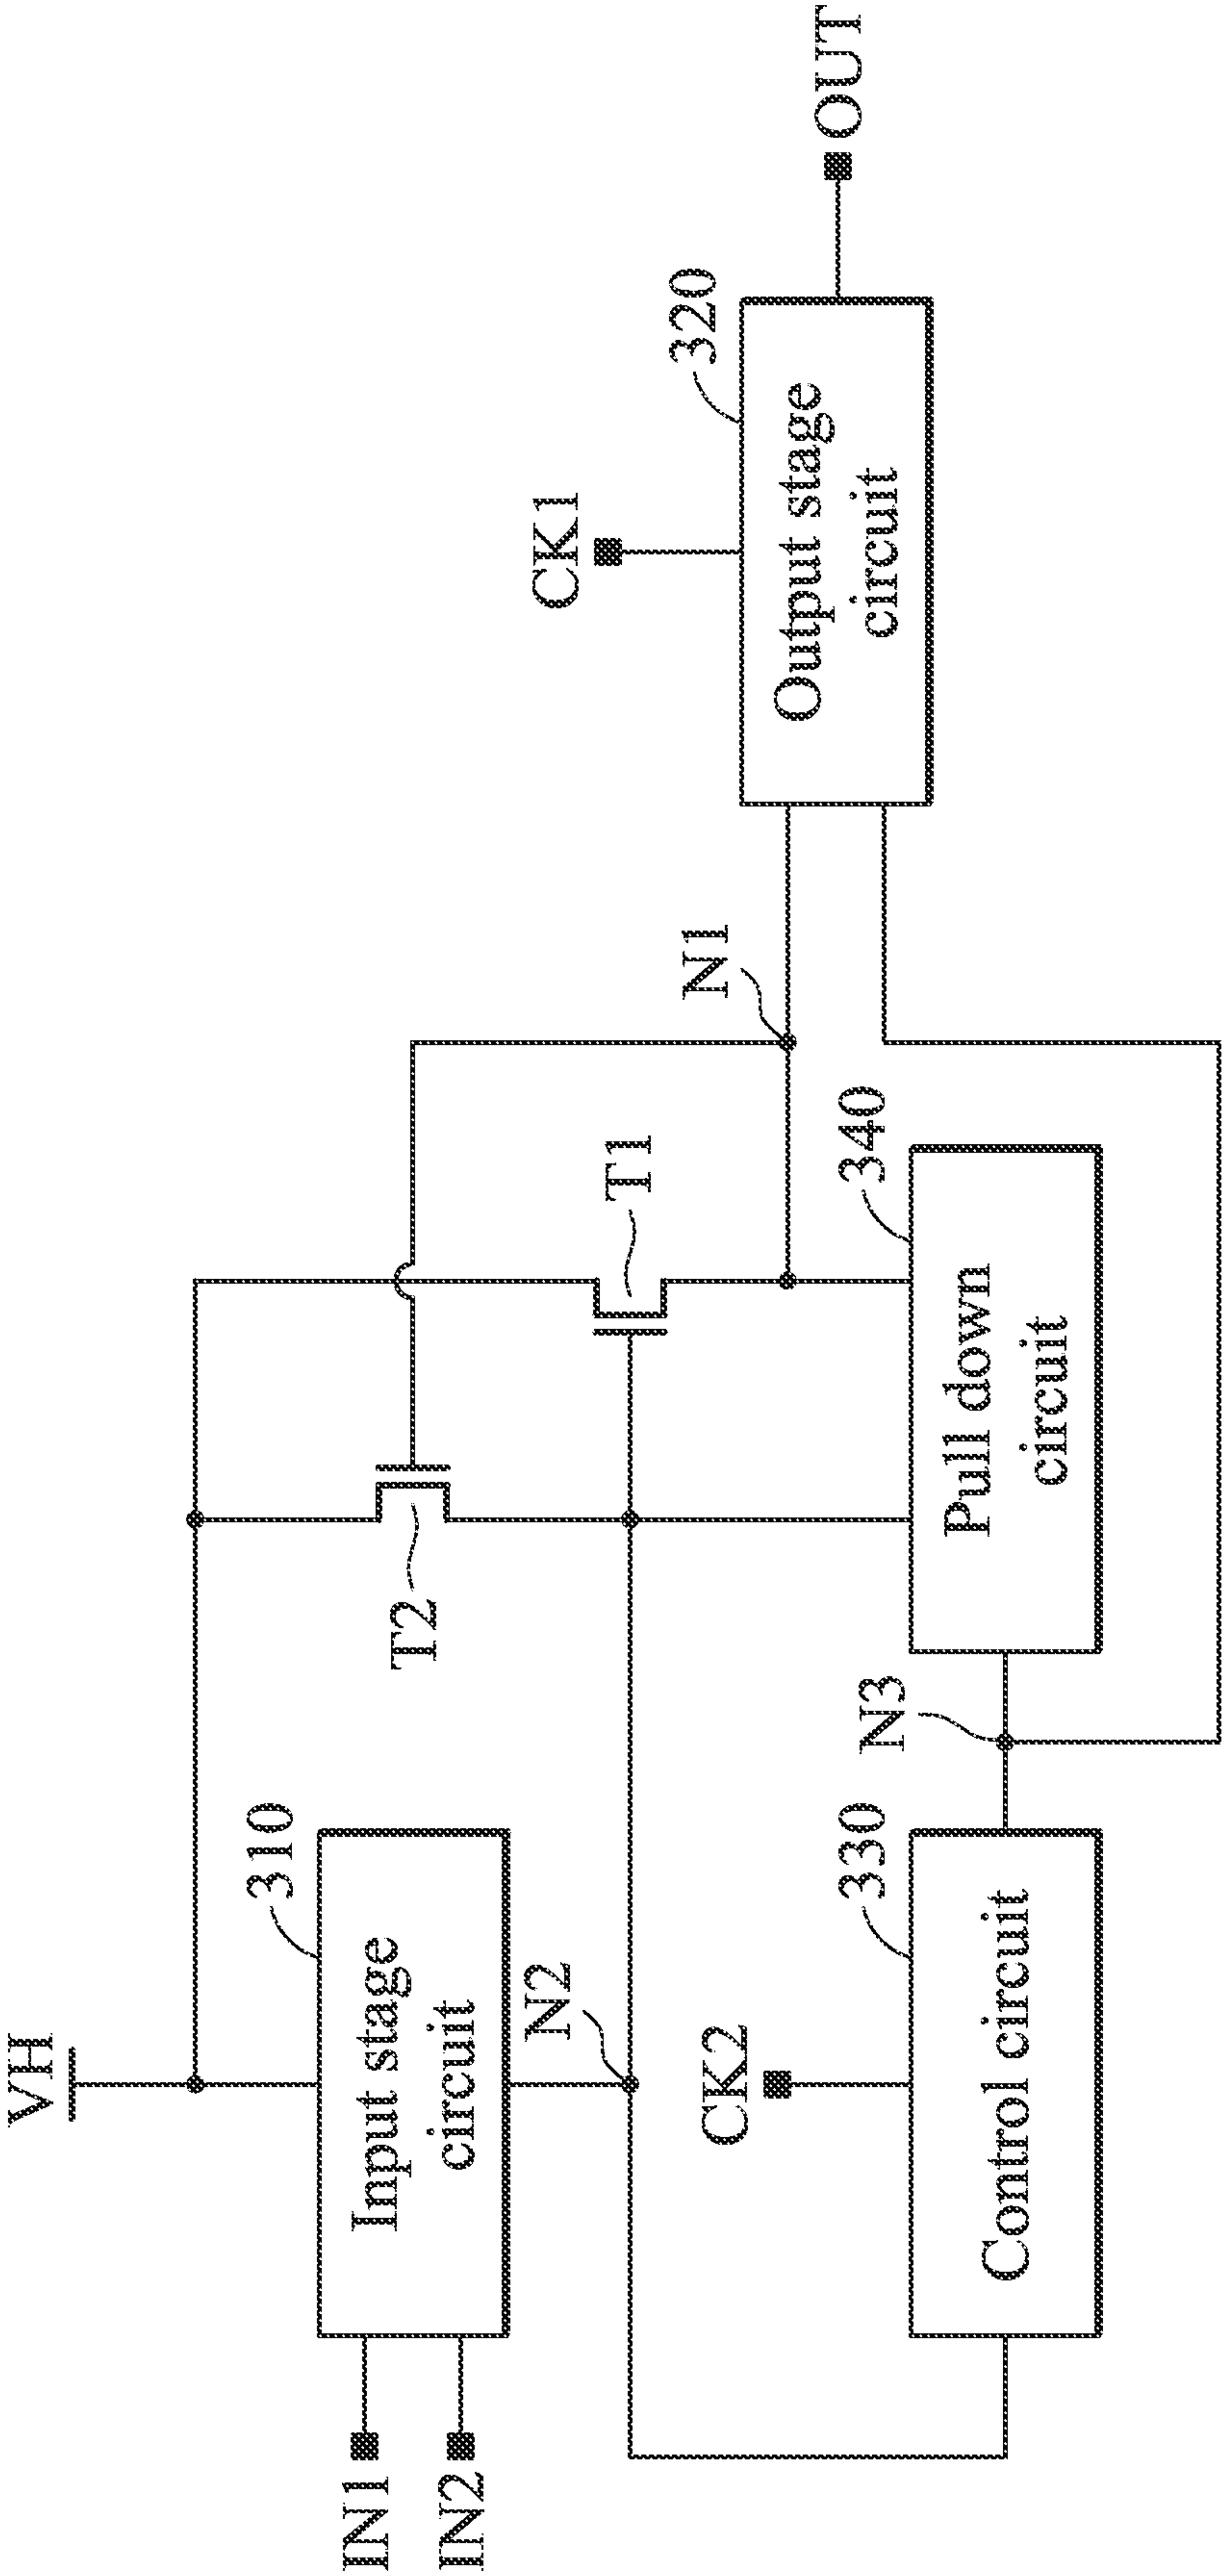 VH
IN1
IN2
310
Input stage
circuit
N2
T2
T1
N1
CK1
320
Output stage
circuit
OUT
CK2
330
Control circuit
N3
340
Pull down
circuit